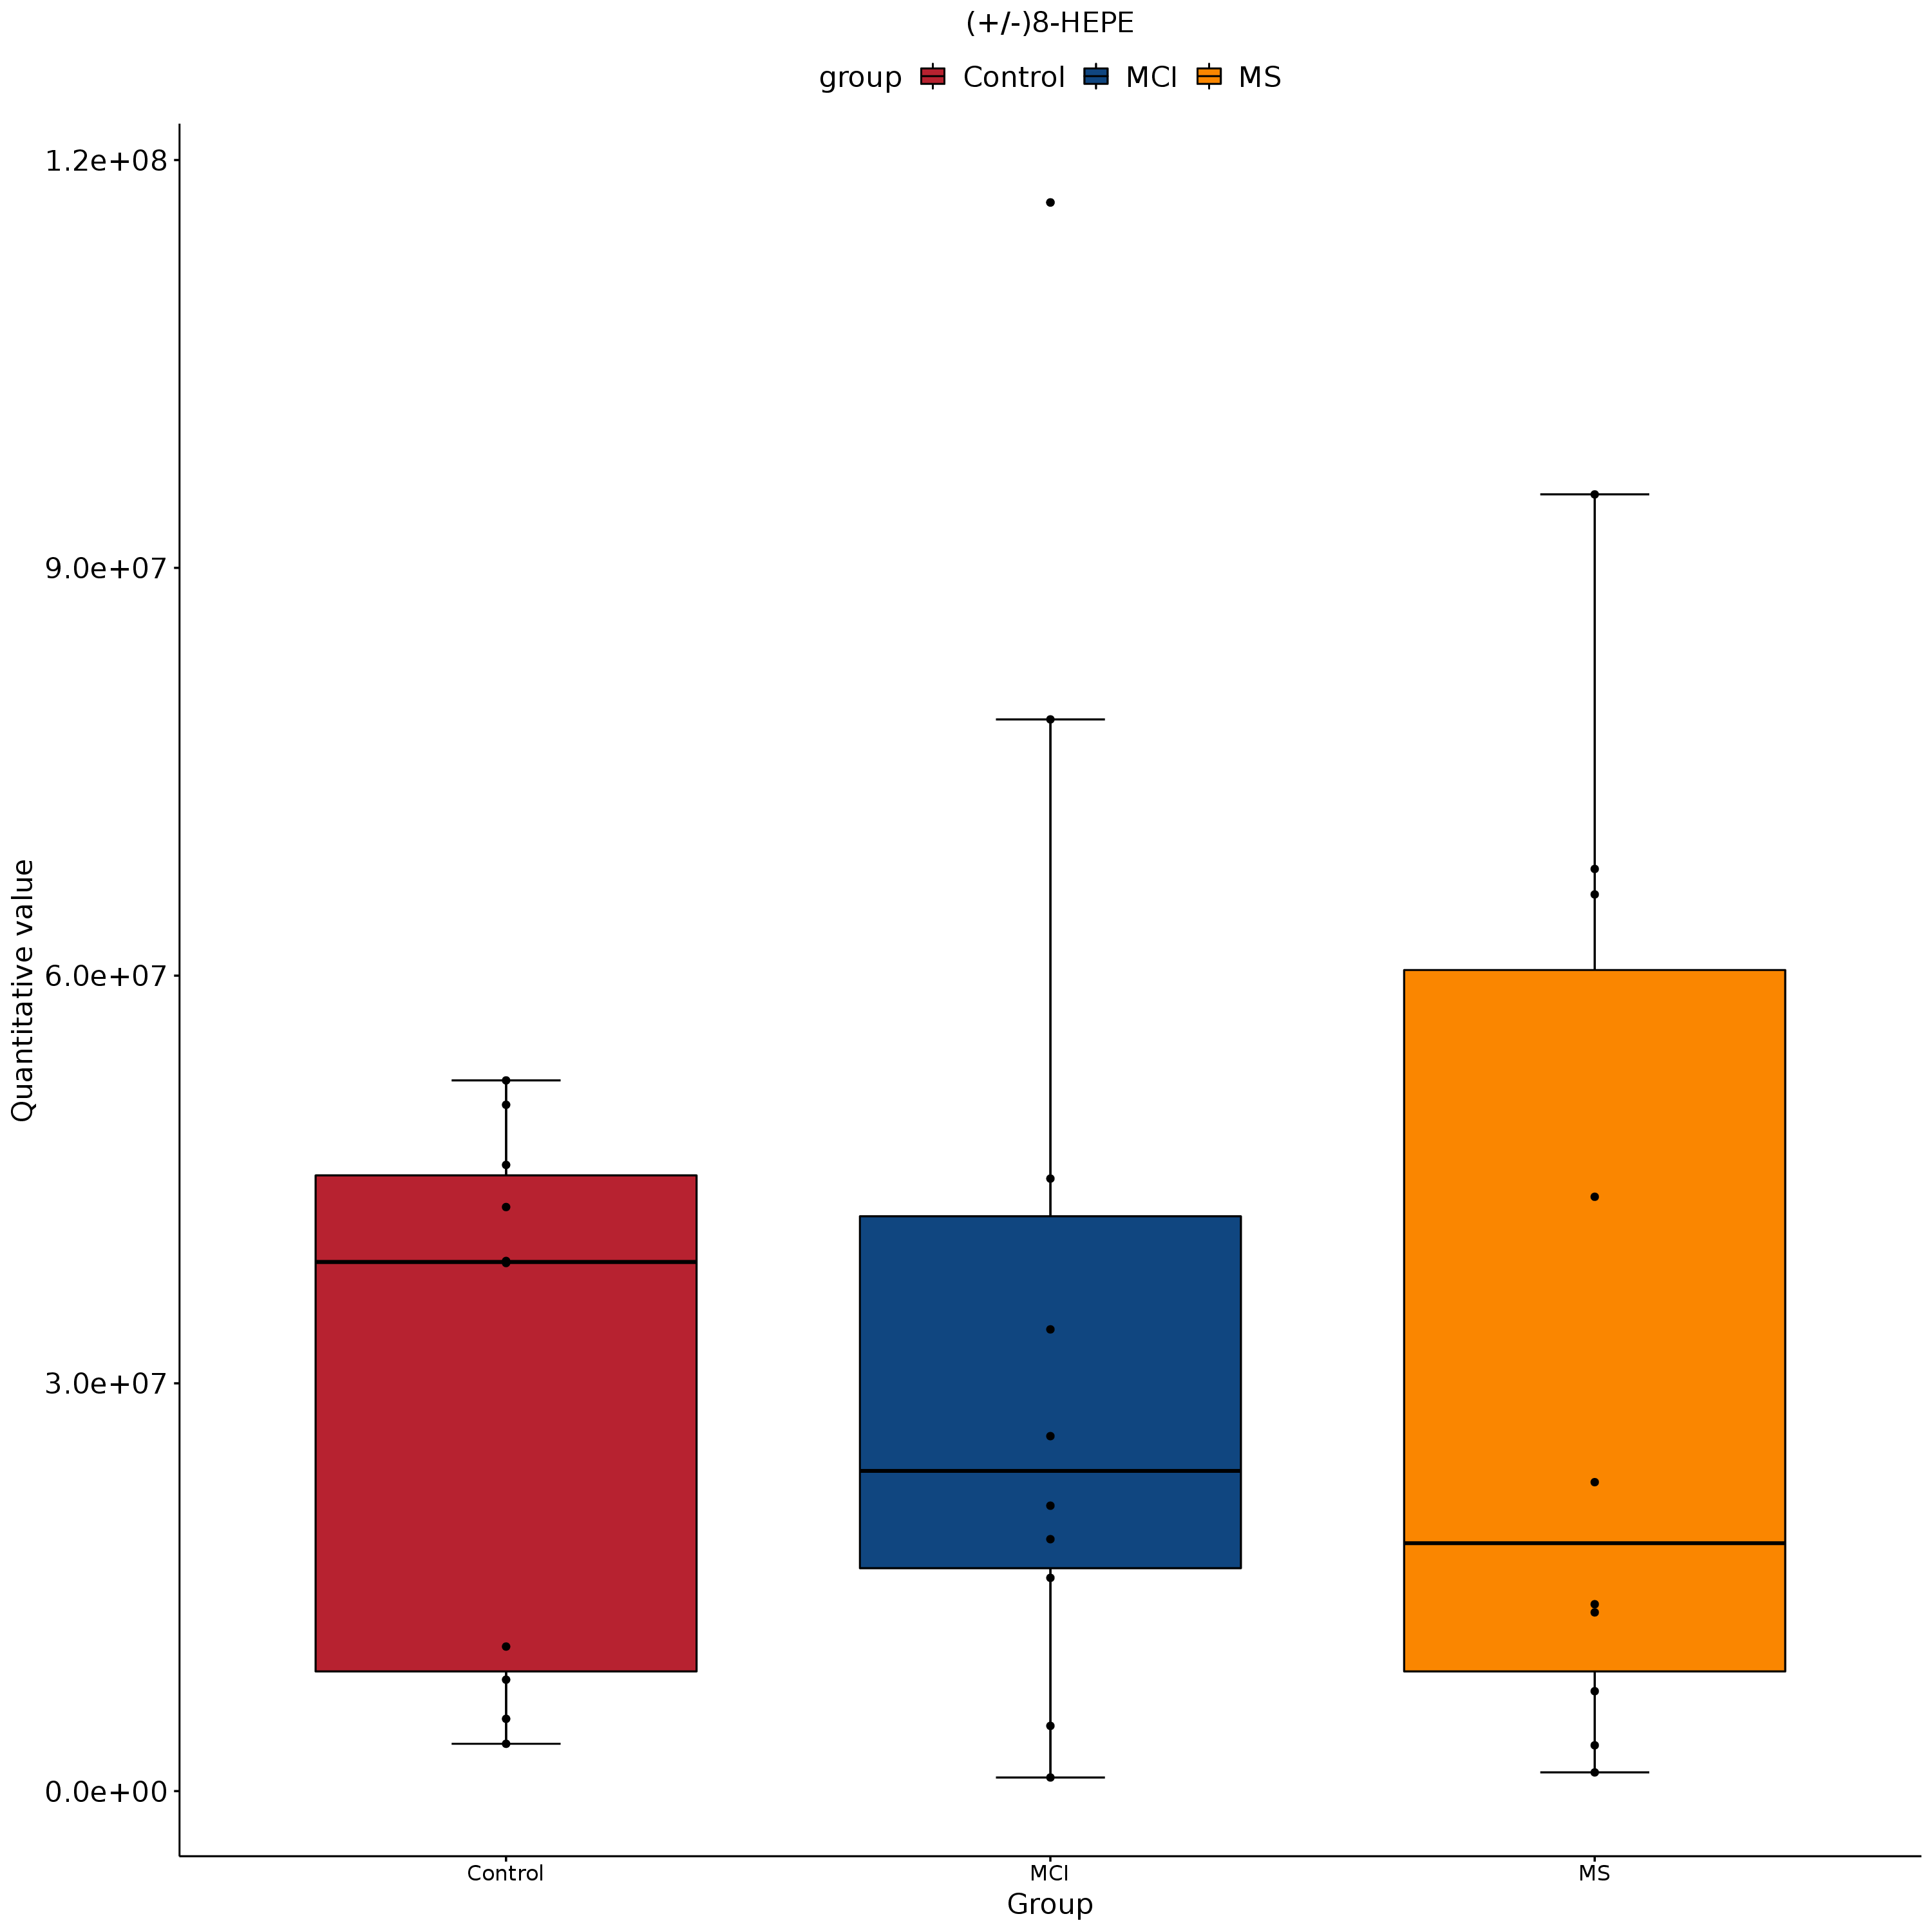 (+/-)8-HEPE
group Control MCI MS
1.2e+08
9.0e+07
6.0e+07
3.0e+07
0.0e+00
Quantitative value
Control MCI MS
Group